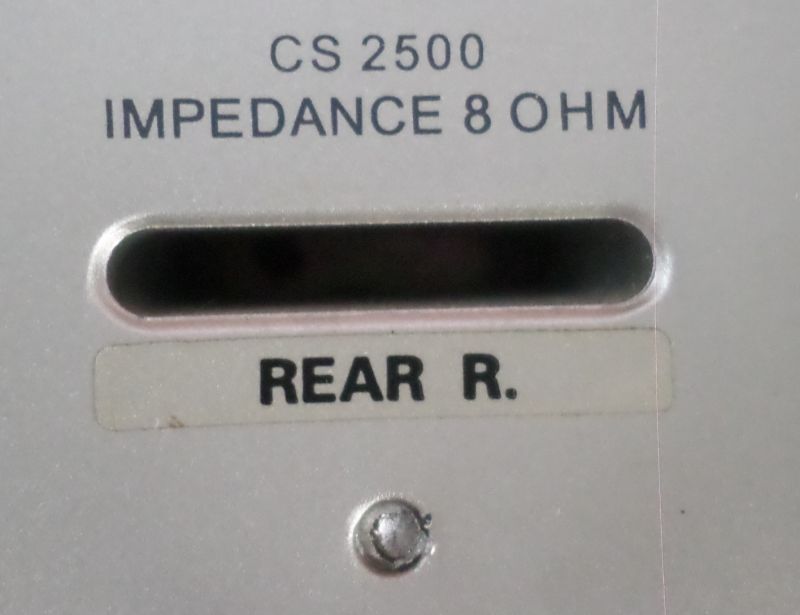 CS 2500
IMPEDANCE 8 OHM
REAR R.